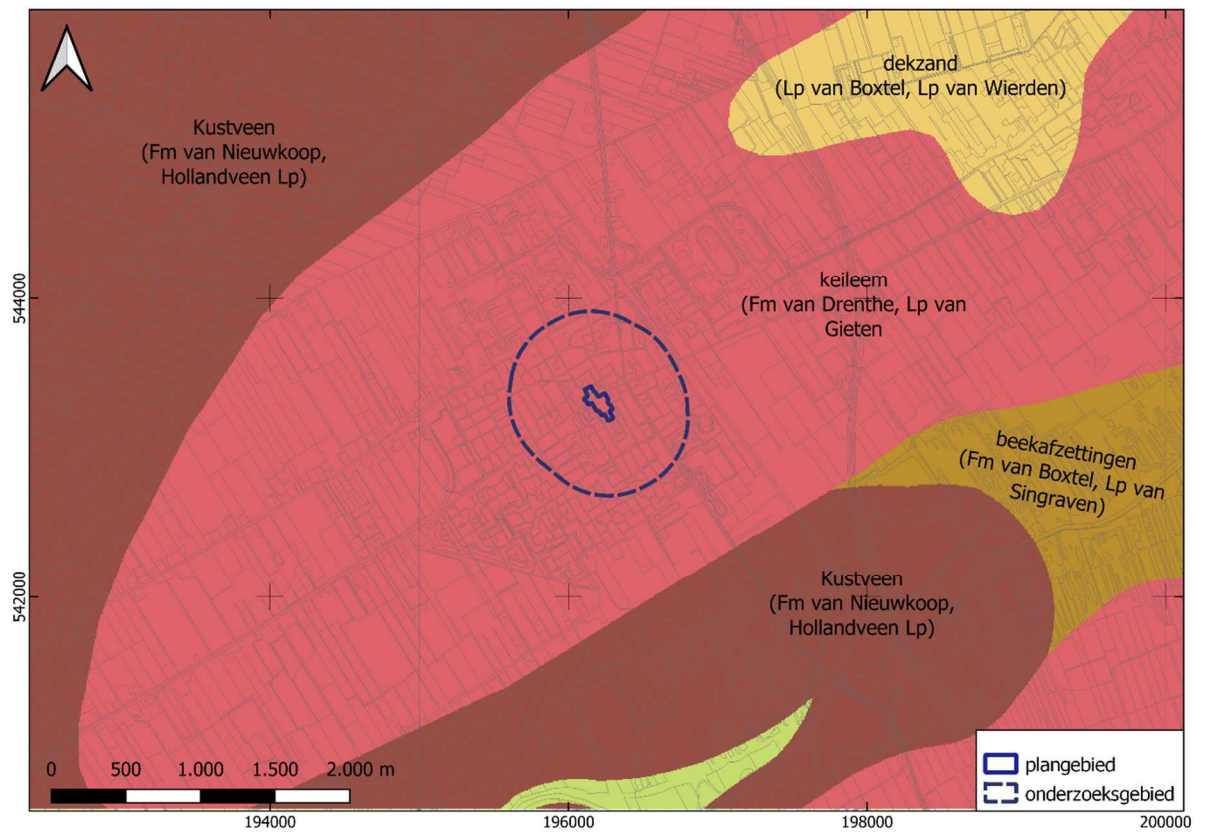 dekzand
(Lp van Boxtel, Lp van Wierden)
Kustveen
(Fm van Nieuwkoop,
Hollandveen Lp)
keileem
(Fm van Drenthe, Lp van
Gieten
544000
beekafzettingen
(Fm van Boxtel, Lp van
Singraven)
Kustveen
(Fm van Nieuwkoop,
Hollandveen Lp)
542000
0 500 1.000 1.500 2.000 m
plangebied
onderzoeksgebied
194000 196000 198000 200000